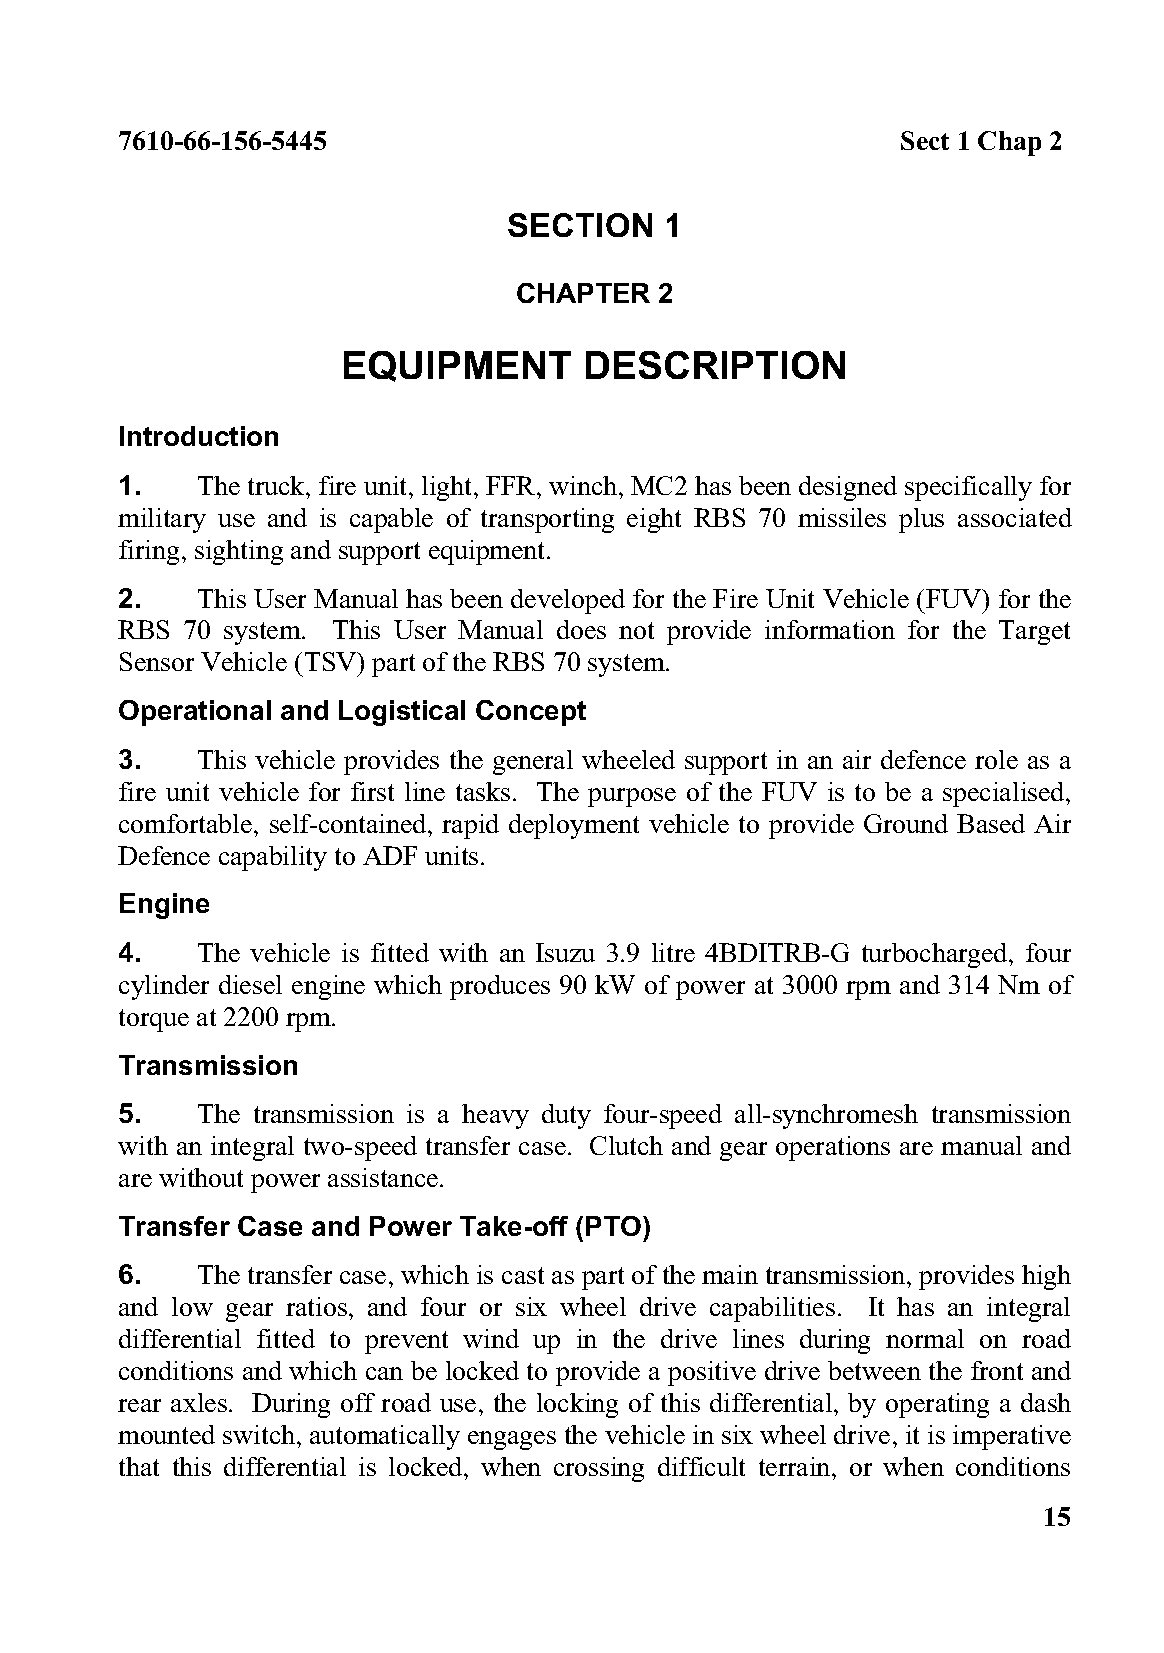 7610-66-156-5445 Sect 1 Chap 2
SECTION 1
CHAPTER 2
EQUIPMENT DESCRIPTION
Introduction
1. The truck, fire unit, light, FFR, winch, MC2 has been designed specifically for
military use and is capable of transporting eight RBS 70 missiles plus associated
firing, sighting and support equipment.
2. This User Manual has been developed for the Fire Unit Vehicle (FUV) for the
RBS 70 system. This User Manual does not provide information for the Target
Sensor Vehicle (TSV) part of the RBS 70 system.
Operational and Logistical Concept
3. This vehicle provides the general wheeled support in an air defence role as a
fire unit vehicle for first line tasks. The purpose of the FUV is to be a specialised,
comfortable, self-contained, rapid deployment vehicle to provide Ground Based Air
Defence capability to ADF units.
Engine
4. The vehicle is fitted with an Isuzu 3.9 litre 4BDITRB-G turbocharged, four
cylinder diesel engine which produces 90 kW of power at 3000 rpm and 314 Nm of
torque at 2200 rpm.
Transmission
5. The transmission is a heavy duty four-speed all-synchromesh transmission
with an integral two-speed transfer case. Clutch and gear operations are manual and
are without power assistance.
Transfer Case and Power Take-off (PTO)
6. The transfer case, which is cast as part of the main transmission, provides high
and low gear ratios, and four or six wheel drive capabilities. It has an integral
differential fitted to prevent wind up in the drive lines during normal on road
conditions and which can be locked to provide a positive drive between the front and
rear axles. During off road use, the locking of this differential, by operating a dash
mounted switch, automatically engages the vehicle in six wheel drive, it is imperative
that this differential is locked, when crossing difficult terrain, or when conditions
15